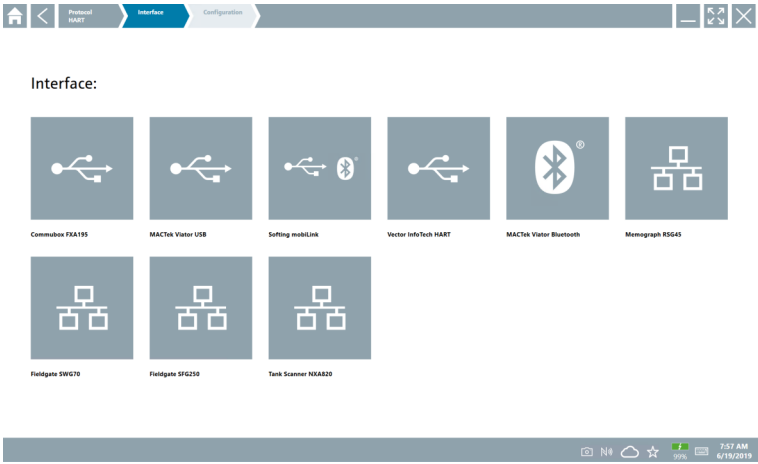 Protocol
HART
Interface
Configuration
Interface:
Commubox FXA195
MACTek Viator USB
Softing mobiLink
Vector InfoTech HART
MACTek Viator Bluetooth
Memograph RSG45
®
Fieldgate SWG70
Fieldgate SFG250
Tank Scanner NXA820
99%
7:57 AM
6/19/2019